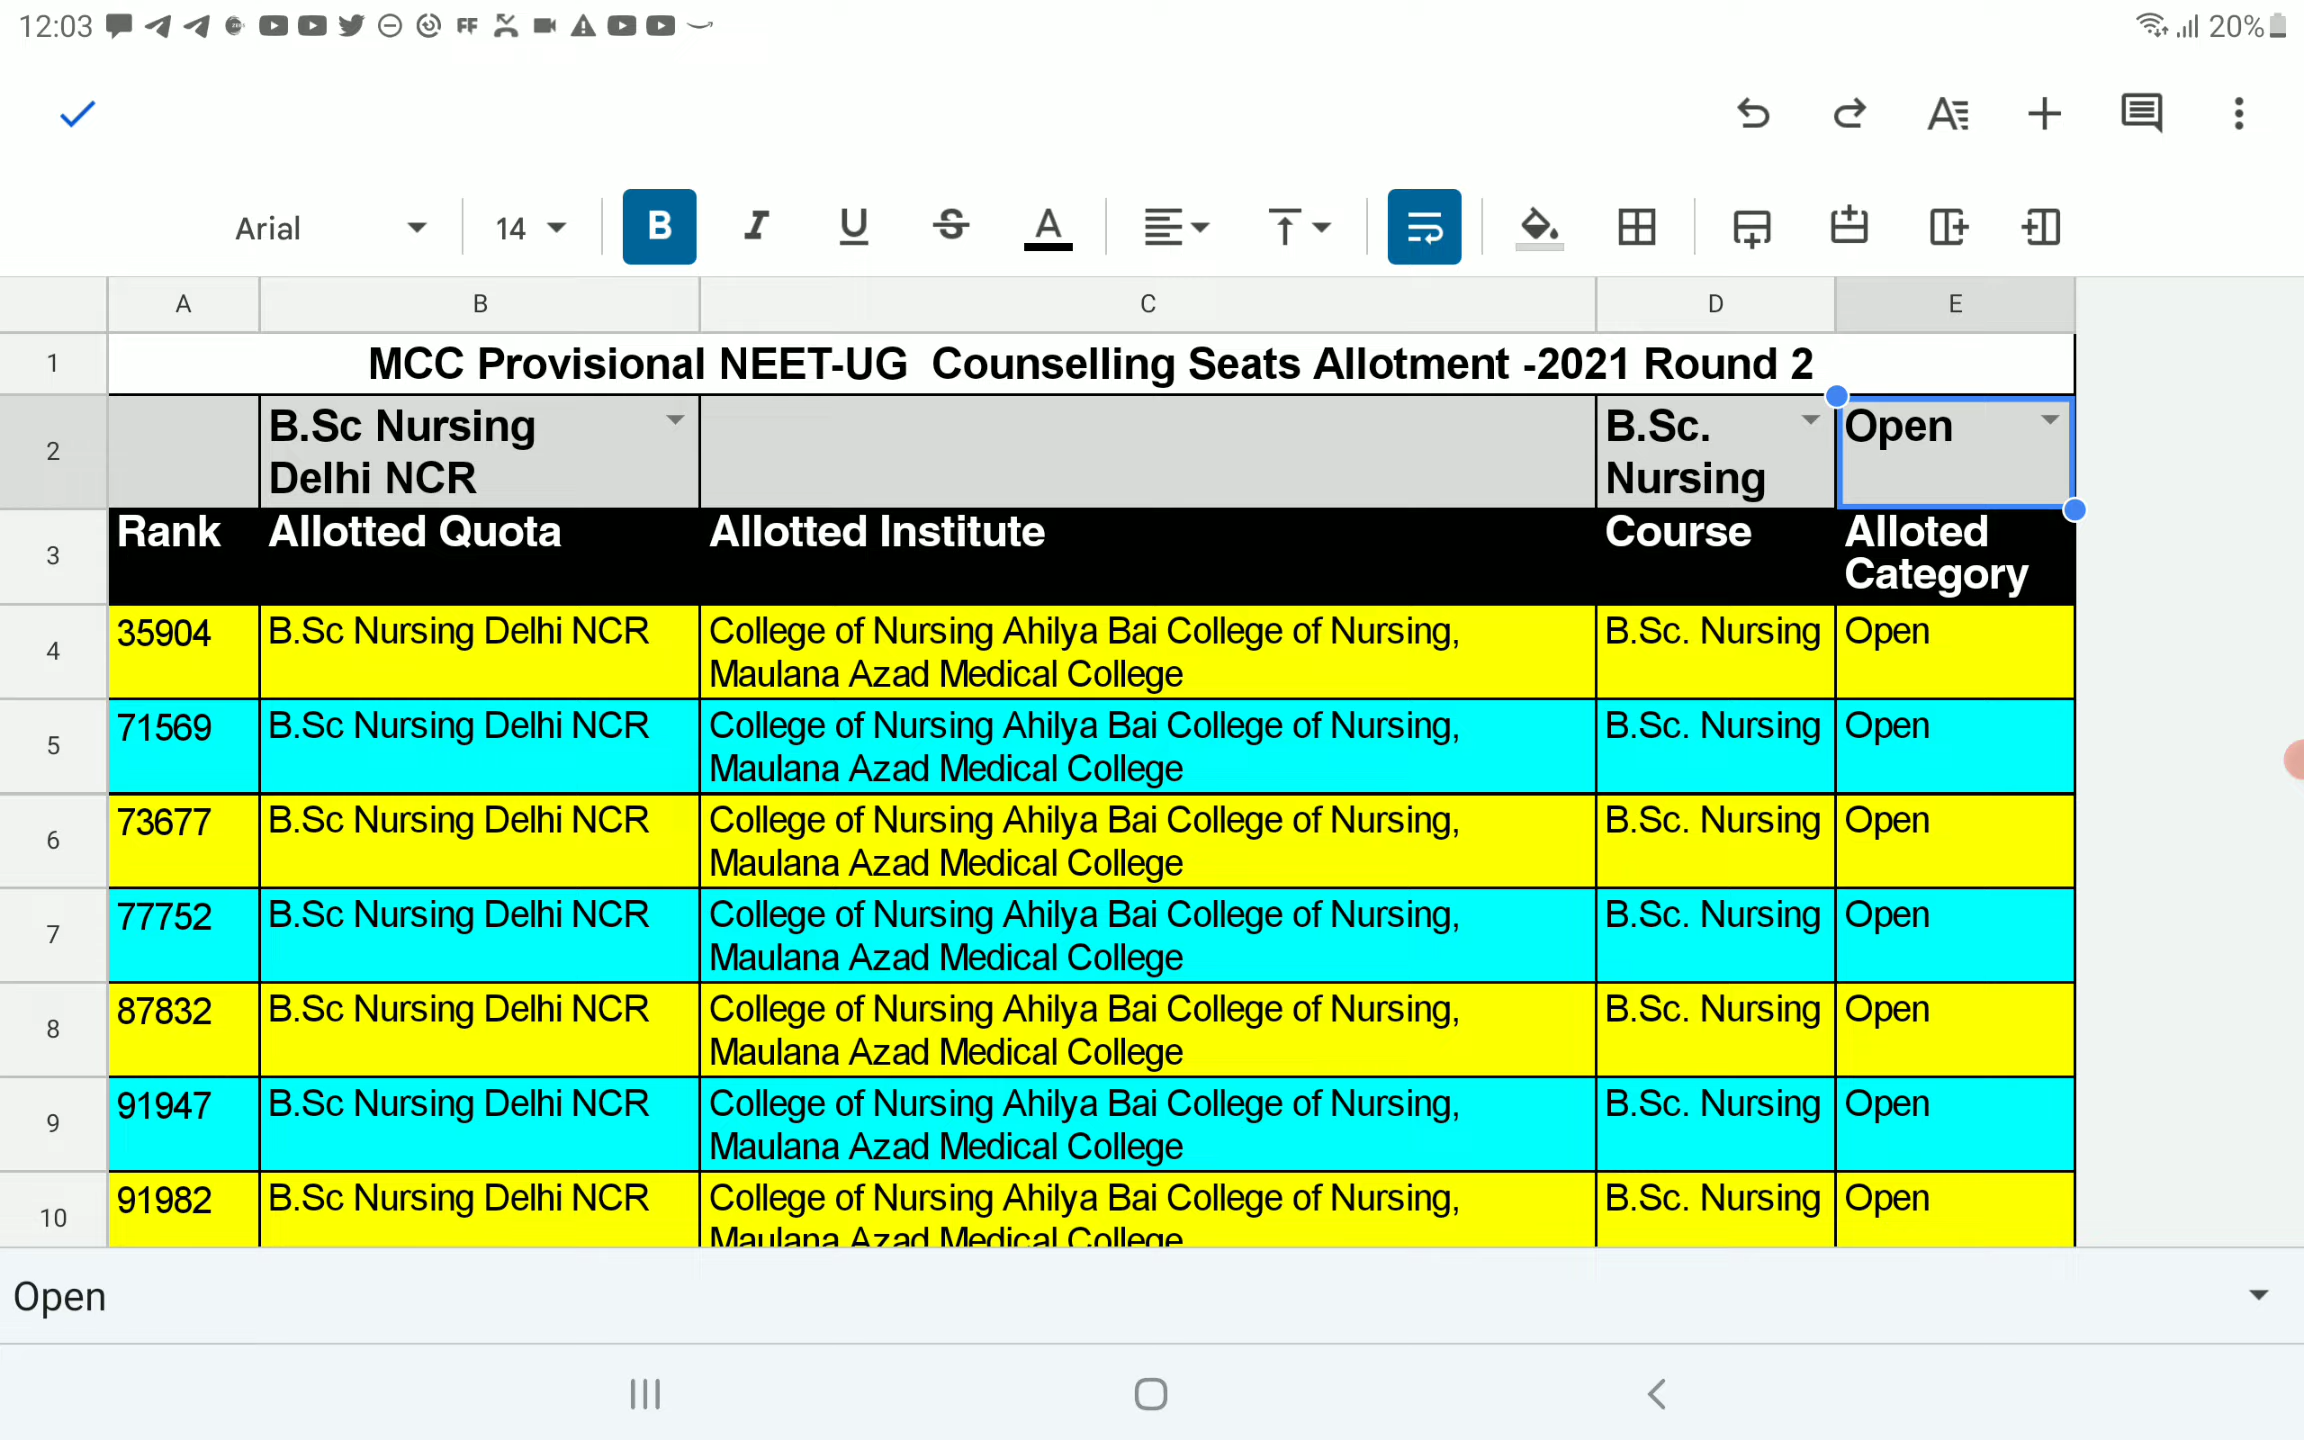 12:03 FF 20%
Arial 14 B I U S A
A B C D E
1 MCC Provisional NEET-UG Counselling Seats Allotment -2021 Round 2
2 B.Sc Nursing B.Sc. Open
Delhi NCR Nursing
3 Rank Allotted Quota Allotted Institute Course Alloted
Category
4 35904 B.Sc Nursing Delhi NCR College of Nursing Ahilya Bai College of Nursing, B.Sc. Nursing Open
Maulana Azad Medical College
5 71569 B.Sc Nursing Delhi NCR College of Nursing Ahilya Bai College of Nursing, B.Sc. Nursing Open
Maulana Azad Medical College
6 73677 B.Sc Nursing Delhi NCR College of Nursing Ahilya Bai College of Nursing, B.Sc. Nursing Open
Maulana Azad Medical College
7 77752 B.Sc Nursing Delhi NCR College of Nursing Ahilya Bai College of Nursing, B.Sc. Nursing Open
Maulana Azad Medical College
8 87832 B.Sc Nursing Delhi NCR College of Nursing Ahilya Bai College of Nursing, B.Sc. Nursing Open
Maulana Azad Medical College
9 91947 B.Sc Nursing Delhi NCR College of Nursing Ahilya Bai College of Nursing, B.Sc. Nursing Open
Maulana Azad Medical College
10 91982 B.Sc Nursing Delhi NCR College of Nursing Ahilya Bai College of Nursing, B.Sc. Nursing Open
Maulana Azad Medical College
Open